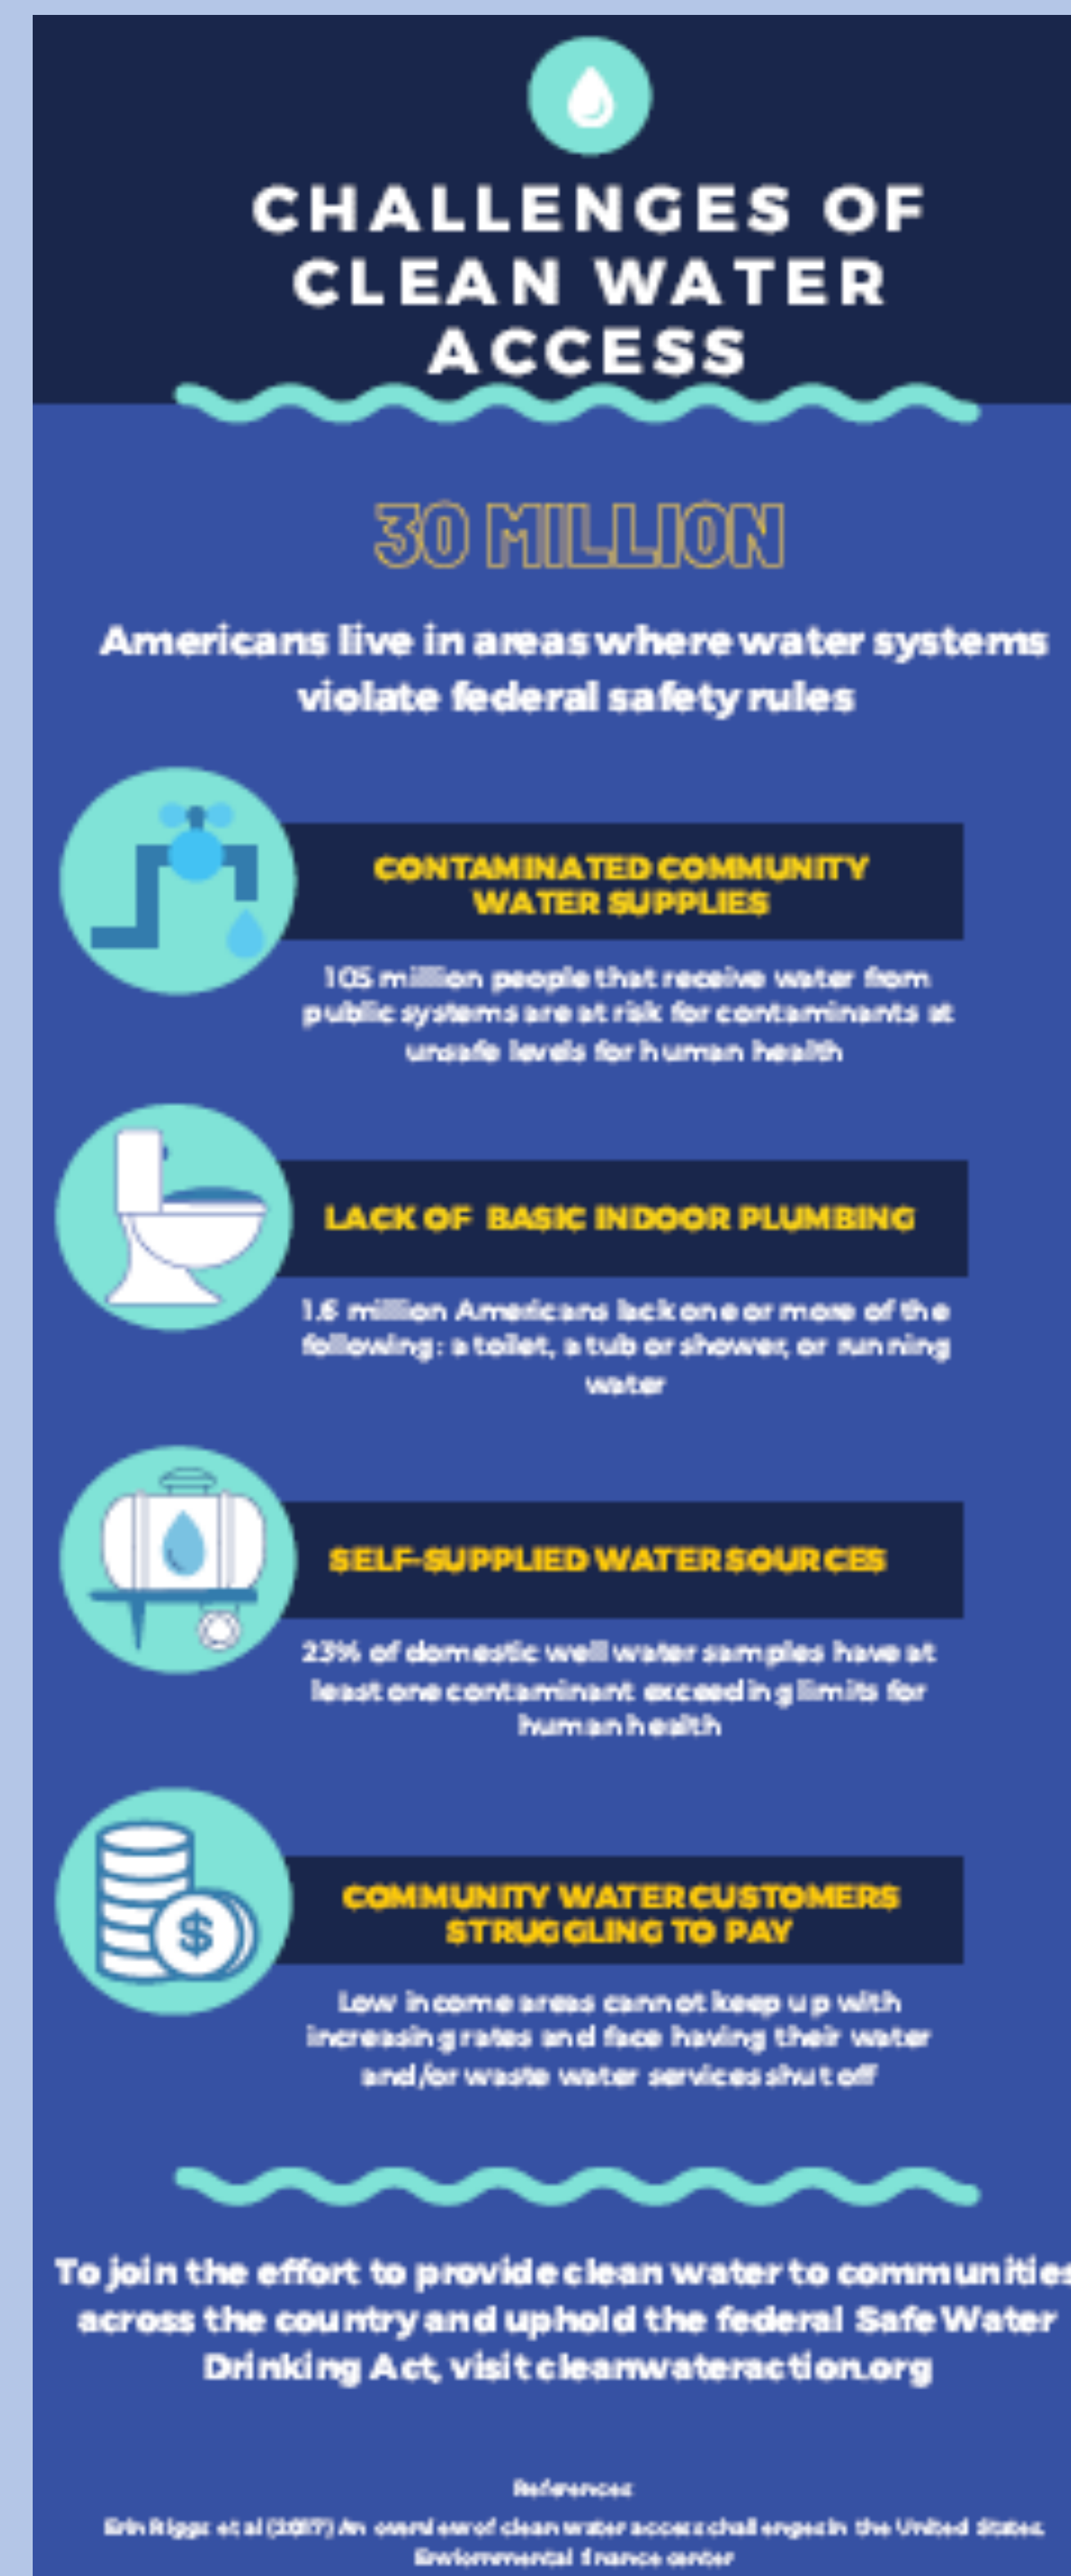 CHALLENGES OF
CLEAN WATER
ACCESS
30 MILLION
Americans live in areas where water systems
violate federal safety rules
CONTAMINATED COMMUNITY
WATER SUPPLIES
105 million people that receive water from
public systems are at risk for contaminants at
unsafe levels for human health
LACK OF BASIC INDOOR PLUMBING
1.6 million Americans lack one or more of the
following: a toilet, a tub or shower, or running
water
SELF-SUPPLIED WATER SOURCES
23% of domestic well water samples have at
least one contaminant exceeding limits for
human health
COMMUNITY WATER CUSTOMERS
STRUGGLING TO PAY
Low income areas cannot keep up with
increasing rates and face having their water
and/or waste water services shut off
$
To join the effort to provide clean water to communities
across the country and uphold the federal Safe Water
Drinking Act, visit cleanwateraction.org
References
Erin Riggs et al (2017) An overview of clean water access challenges in the United States
finance center